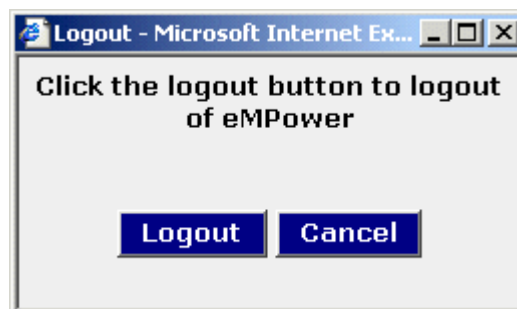 Logout - Microsoft Internet Ex...
Click the logout button to logout
of eMPower
Logout Cancel